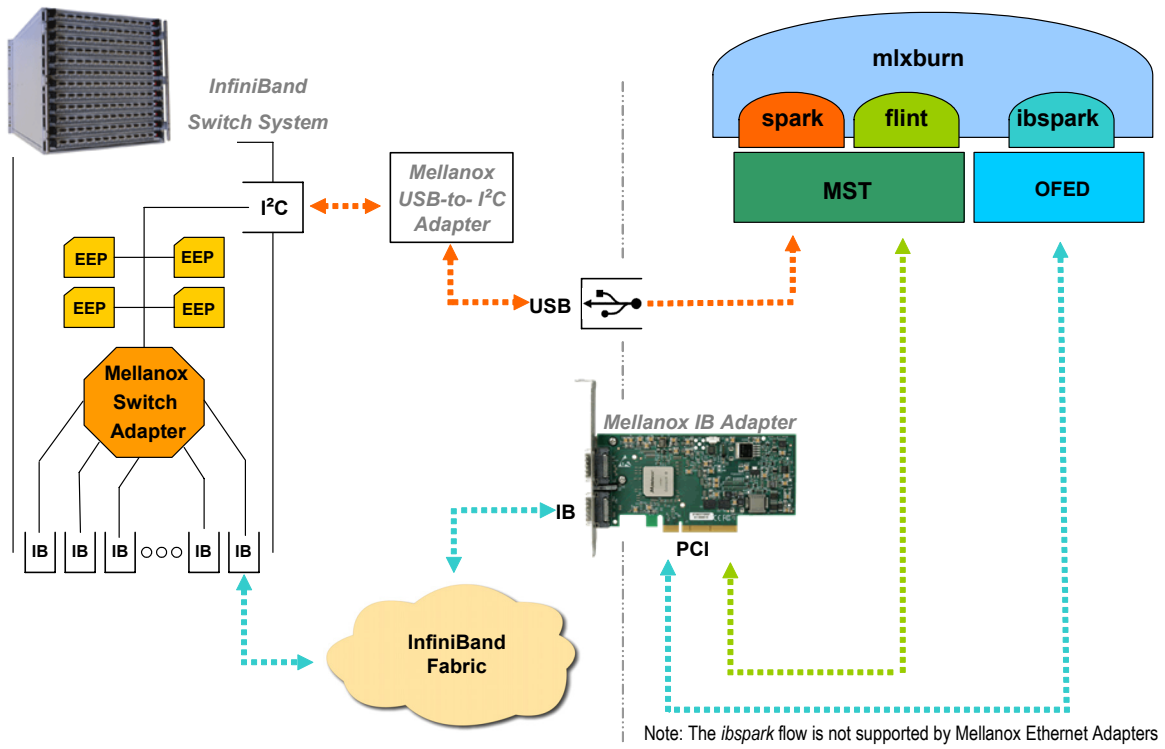 InfiniBand
Switch System
mlxburn
spark
flint
ibspark
MST
OFED
Mellanox
USB-to- I²C
Adapter
I²C
EEP
EEP
EEP
EEP
USB
Mellanox
Switch
Adapter
Mellanox IB Adapter
IB
PCI
IB
IB
IB
IB
IB
InfiniBand
Fabric
Note: The ibspark flow is not supported by Mellanox Ethernet Adapters